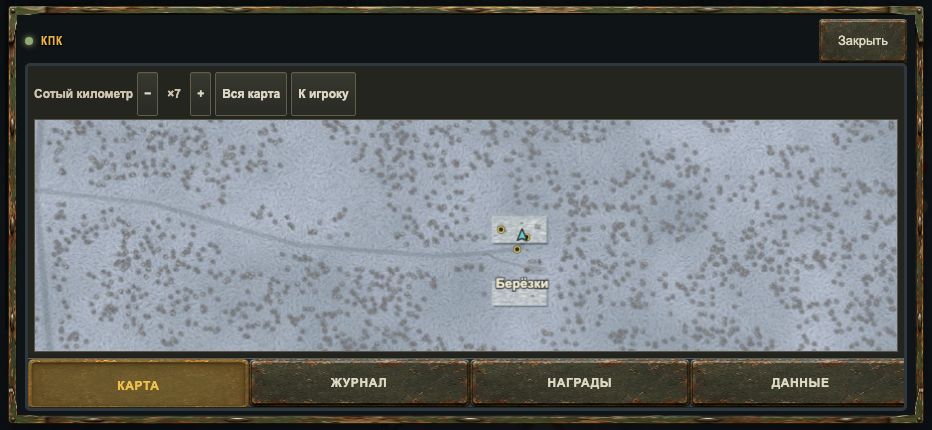 КПК
Закрыть
Сотый километр − ×7 + Вся карта К игроку
Берёзки
КАРТА ЖУРНАЛ НАГРАДЫ ДАННЫЕ